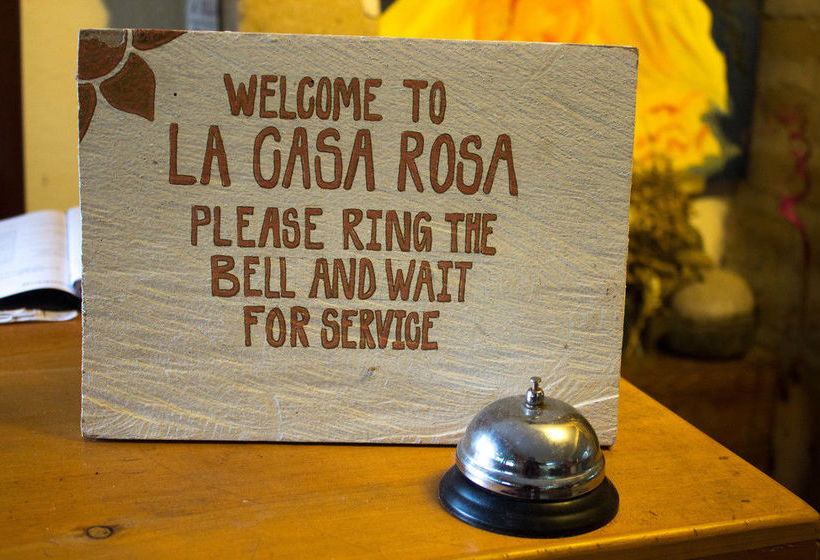 WELCOME TO
LA CASA ROSA
PLEASE RING THE
BELL AND WAIT
FOR SERVICE